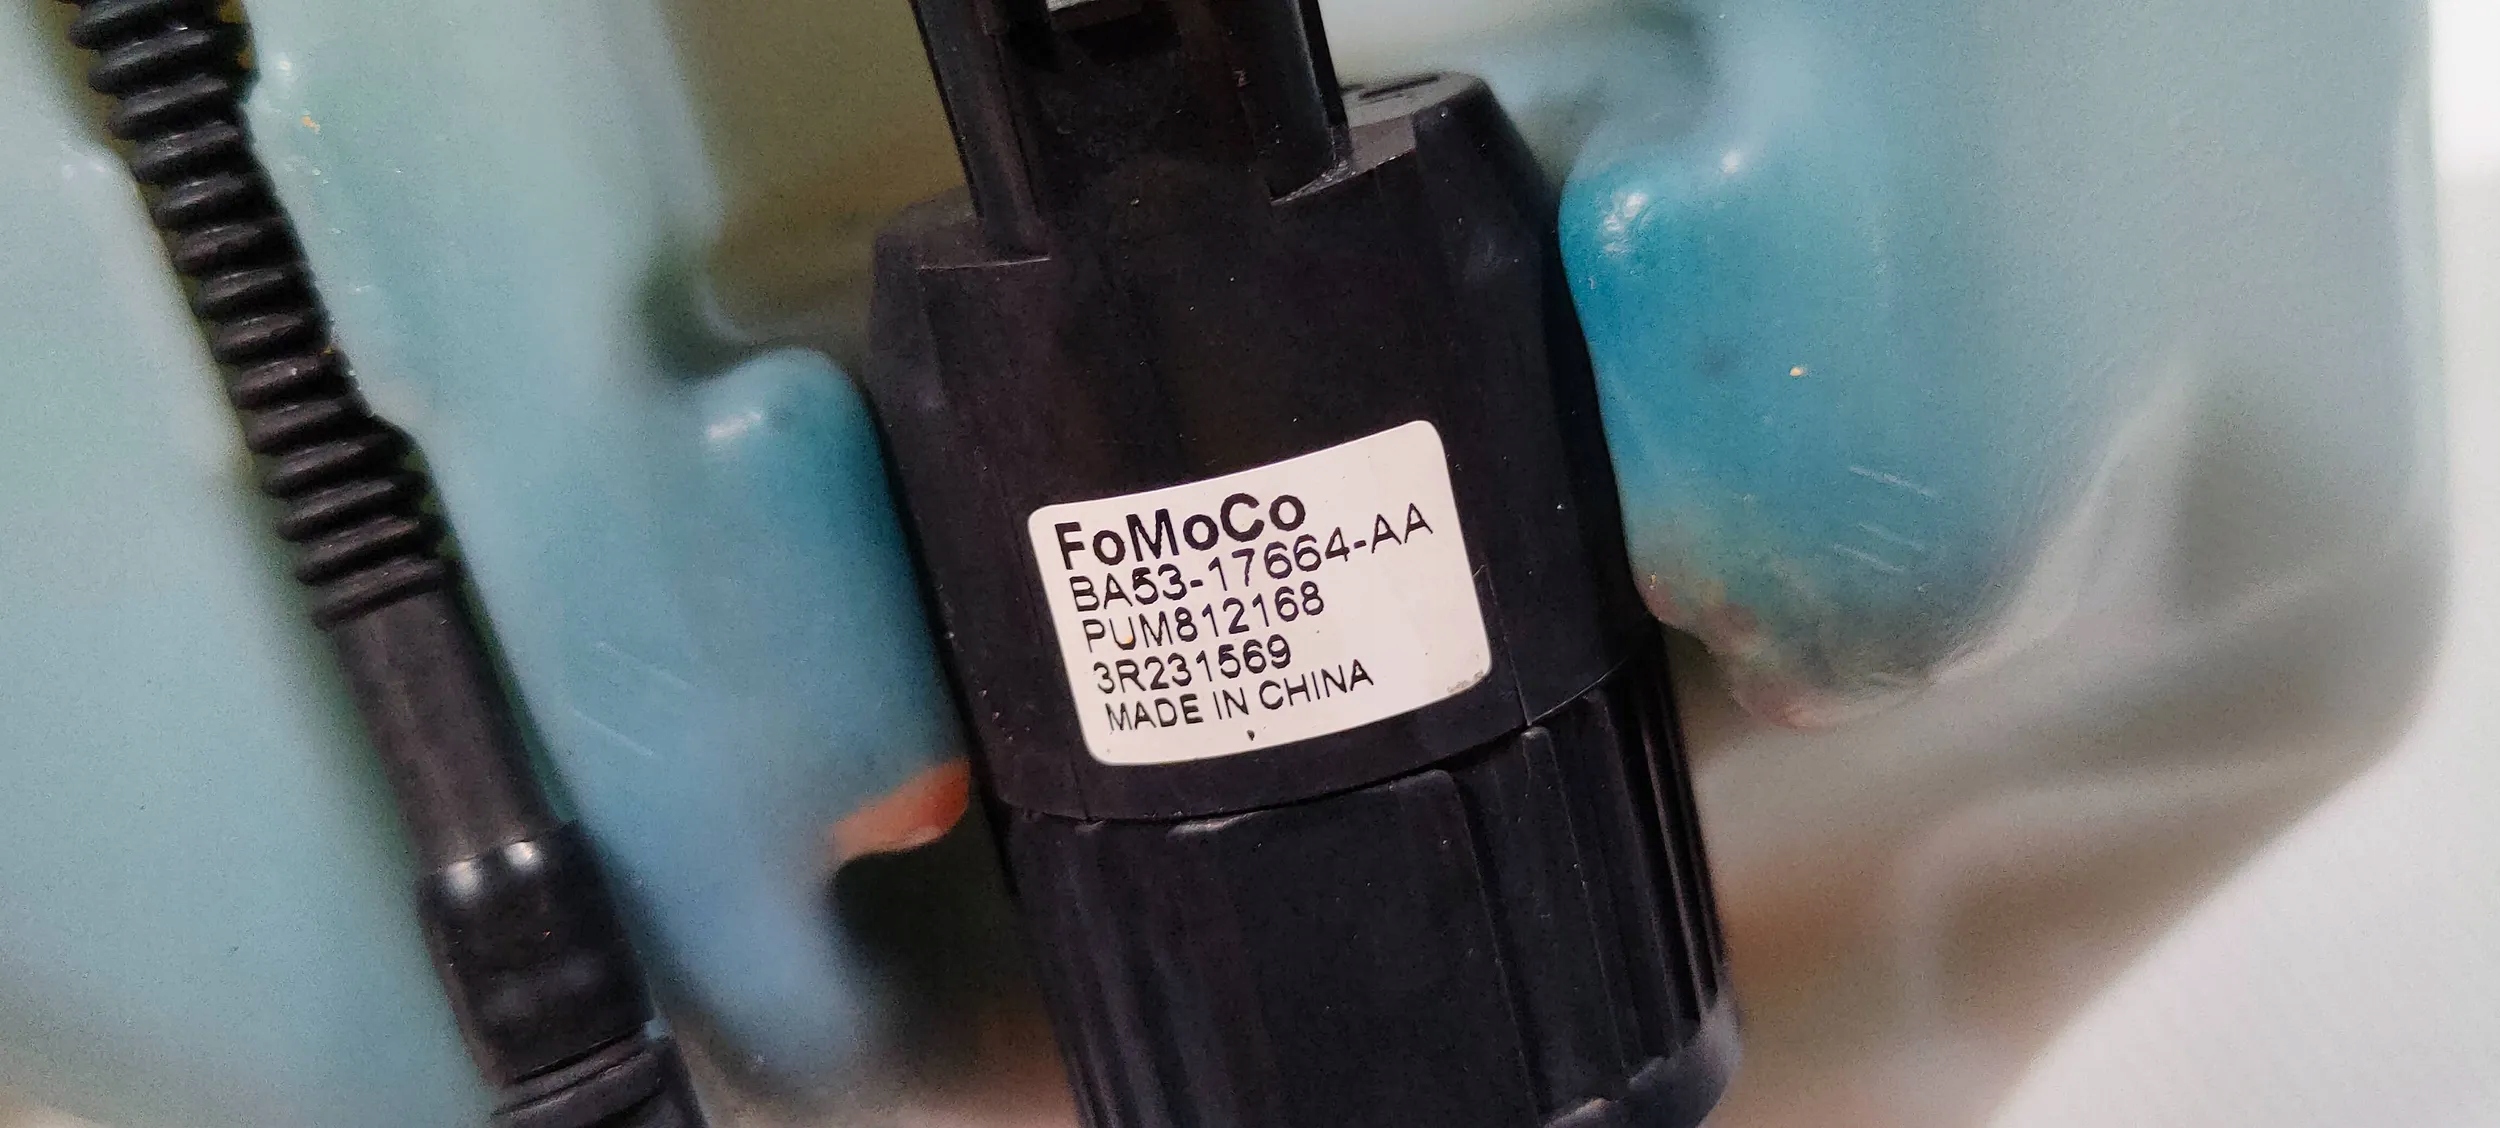 FoMoCo
BA53-17664-AA
PUM812168
3R231569
MADE IN CHINA